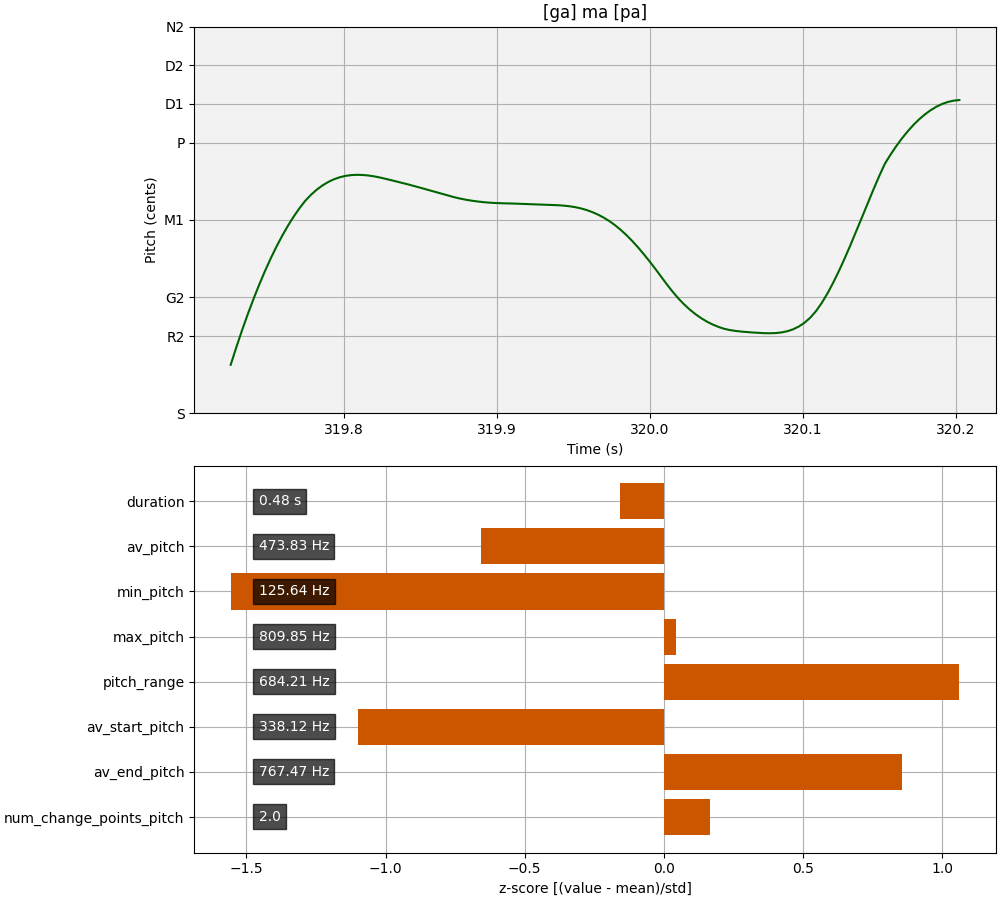 [ga] ma [pa]
N2
D2
D1
P
M1
G2
R2
S
Pitch (cents)
319.8 319.9 320.0 320.1 320.2
Time (s)
duration 0.48 s
av_pitch 473.83 Hz
min_pitch 125.64 Hz
max_pitch 809.85 Hz
pitch_range 684.21 Hz
av_start_pitch 338.12 Hz
av_end_pitch 767.47 Hz
num_change_points_pitch 2.0
−1.5 −1.0 −0.5 0.0 0.5 1.0
z-score [(value - mean)/std]